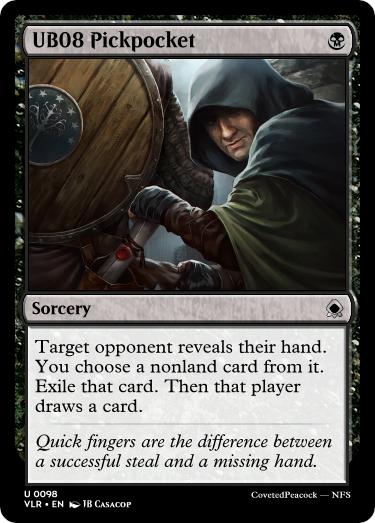 UB08 Pickpocket
Sorcery
Target opponent reveals their hand.
You choose a nonland card from it.
Exile that card. Then that player
draws a card.
Quick fingers are the difference between
a successful steal and a missing hand.
U 0098
VLR • EN JB Casacop
CovetedPeacock — NFS